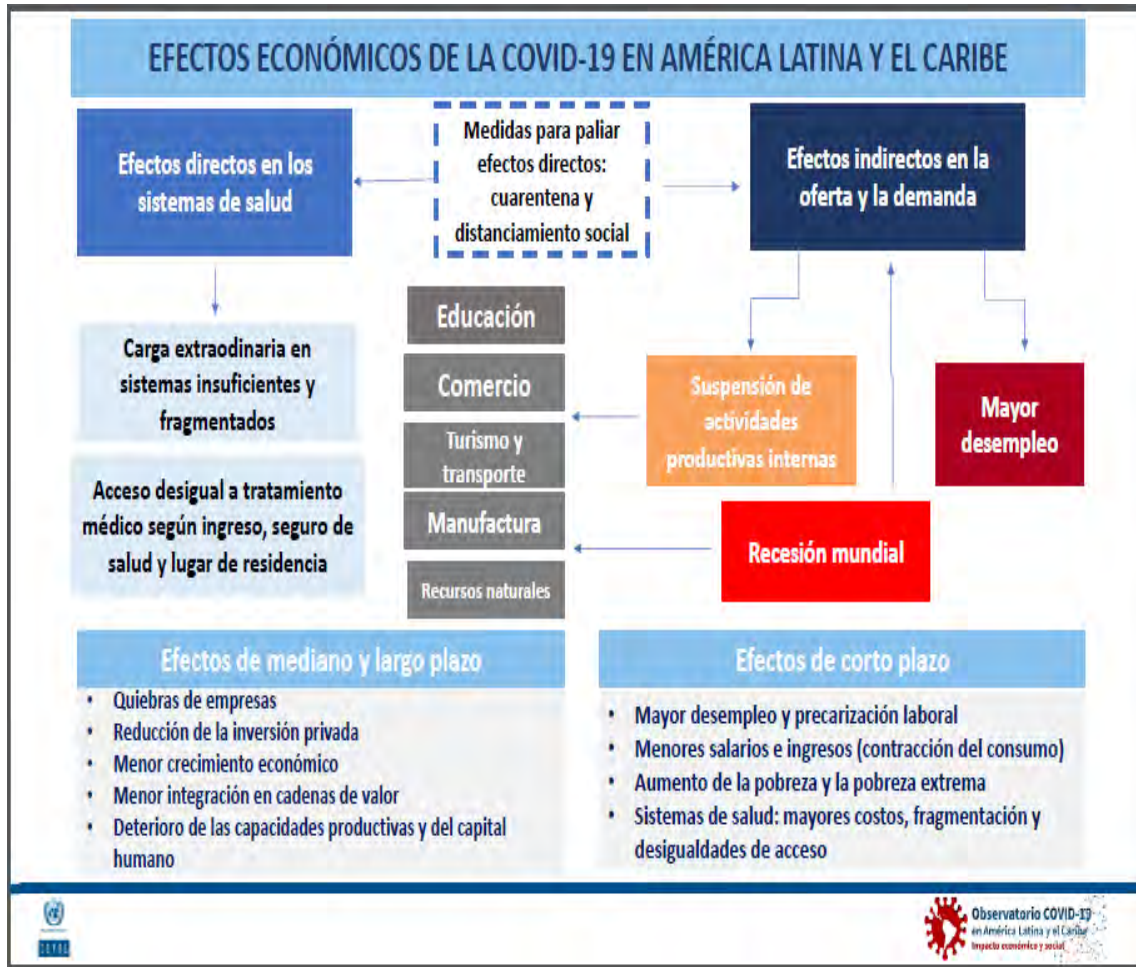 EFECTOS ECONÓMICOS DE LA COVID-19 EN AMÉRICA LATINA Y EL CARIBE
Efectos directos en los
sistemas de salud
Medidas para paliar
efectos directos:
cuarentena y
distanciamiento social
Efectos indirectos en la
oferta y la demanda
Carga extraodinaria en
sistemas insuficientes y
fragmentados
Acceso desigual a tratamiento
médico según ingreso, seguro de
salud y lugar de residencia
Educación
Comercio
Turismo y
transporte
Manufactura
Recursos naturales
Suspensión de
actividades
productivas internas
Mayor
desempleo
Recesión mundial
Efectos de mediano y largo plazo
• Quiebras de empresas
• Reducción de la inversión privada
• Menor crecimiento económico
• Menor integración en cadenas de valor
• Deterioro de las capacidades productivas y del capital
humano
Efectos de corto plazo
• Mayor desempleo y precarización laboral
• Menores salarios e ingresos (contracción del consumo)
• Aumento de la pobreza y la pobreza extrema
• Sistemas de salud: mayores costos, fragmentación y
desigualdades de acceso
Observatorio COVID-19
en América Latina y el Caribe
Impacto económico y social